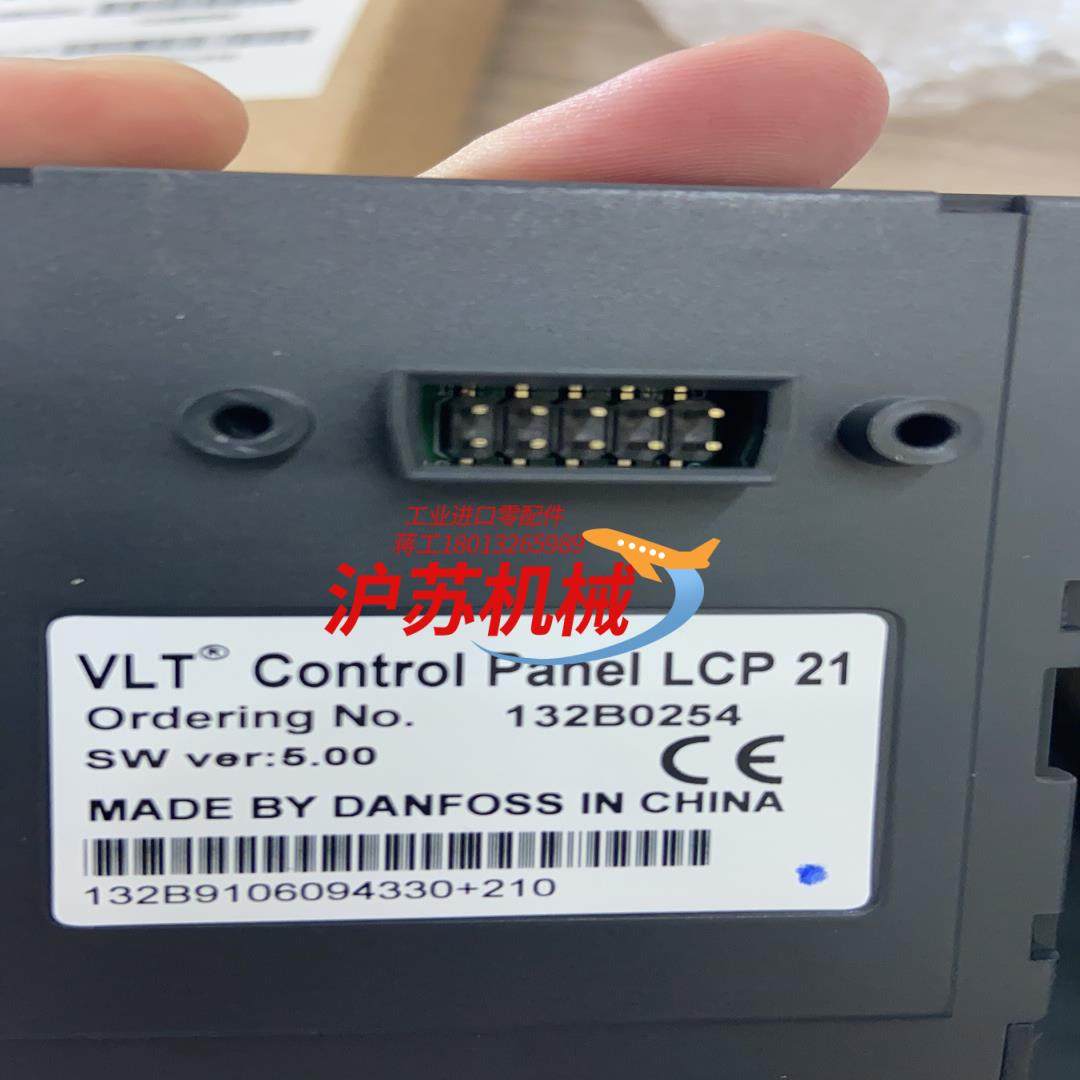 工业进口零配件
蒋工18013265989
沪苏机械
VLT® Control Panel LCP 21
Ordering No. 132B0254
SW ver:5.00
CE
MADE BY DANFOSS IN CHINA
132B9106094330+210